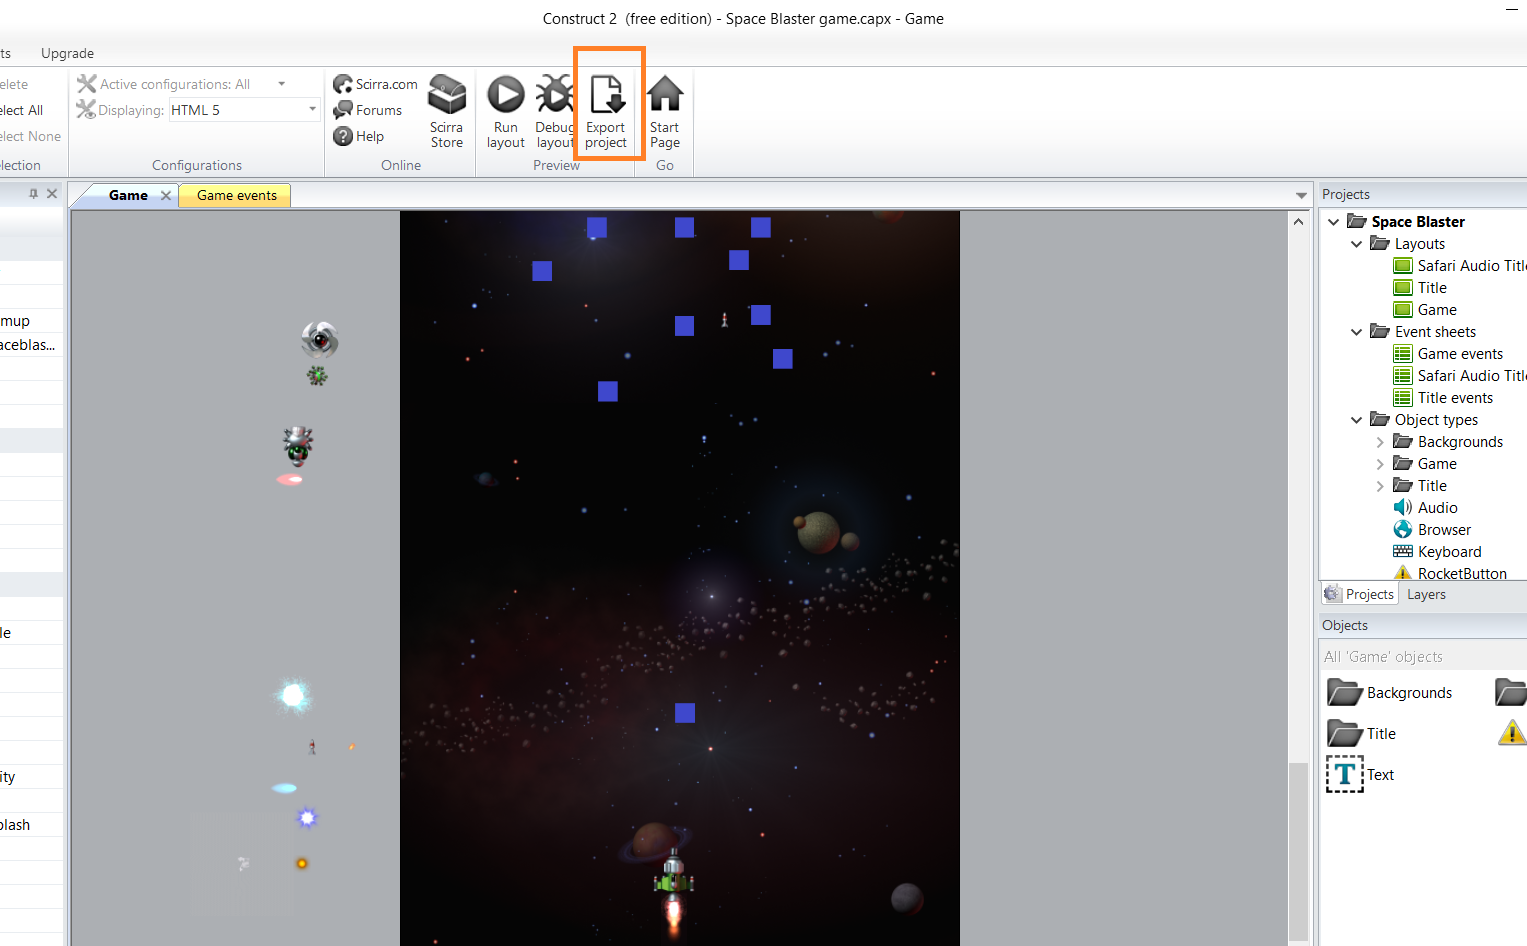 Construct 2 (free edition) - Space Blaster game.capx - Game
ts Upgrade
elete
elect All
elect None
lection
Active configurations: All
Displaying: HTML 5
Configurations
Scirra.com
Forums
Help
Scirra
Store
Online
Run
layout
Debug
layout
Export
project
Preview
Start
Page
Go
Game
Game events
mup
aceblas...
le
ity
plash
Projects
Space Blaster
Layouts
Safari Audio Title
Title
Game
Event sheets
Game events
Safari Audio Title
Title events
Object types
Backgrounds
Game
Title
Audio
Browser
Keyboard
RocketButton
Projects Layers
Objects
All 'Game' objects
Backgrounds
Title
T Text